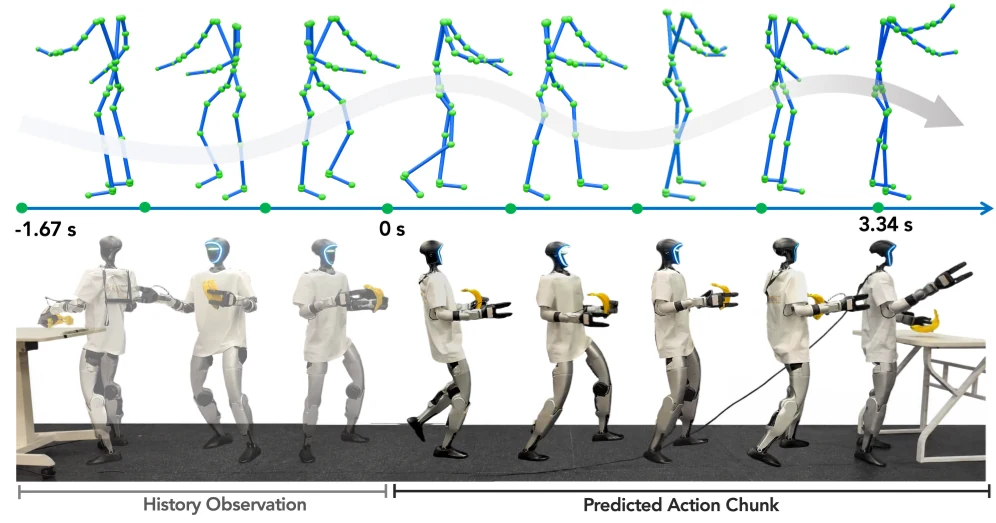 -1.67 s
0 s
3.34 s
History Observation
Predicted Action Chunk